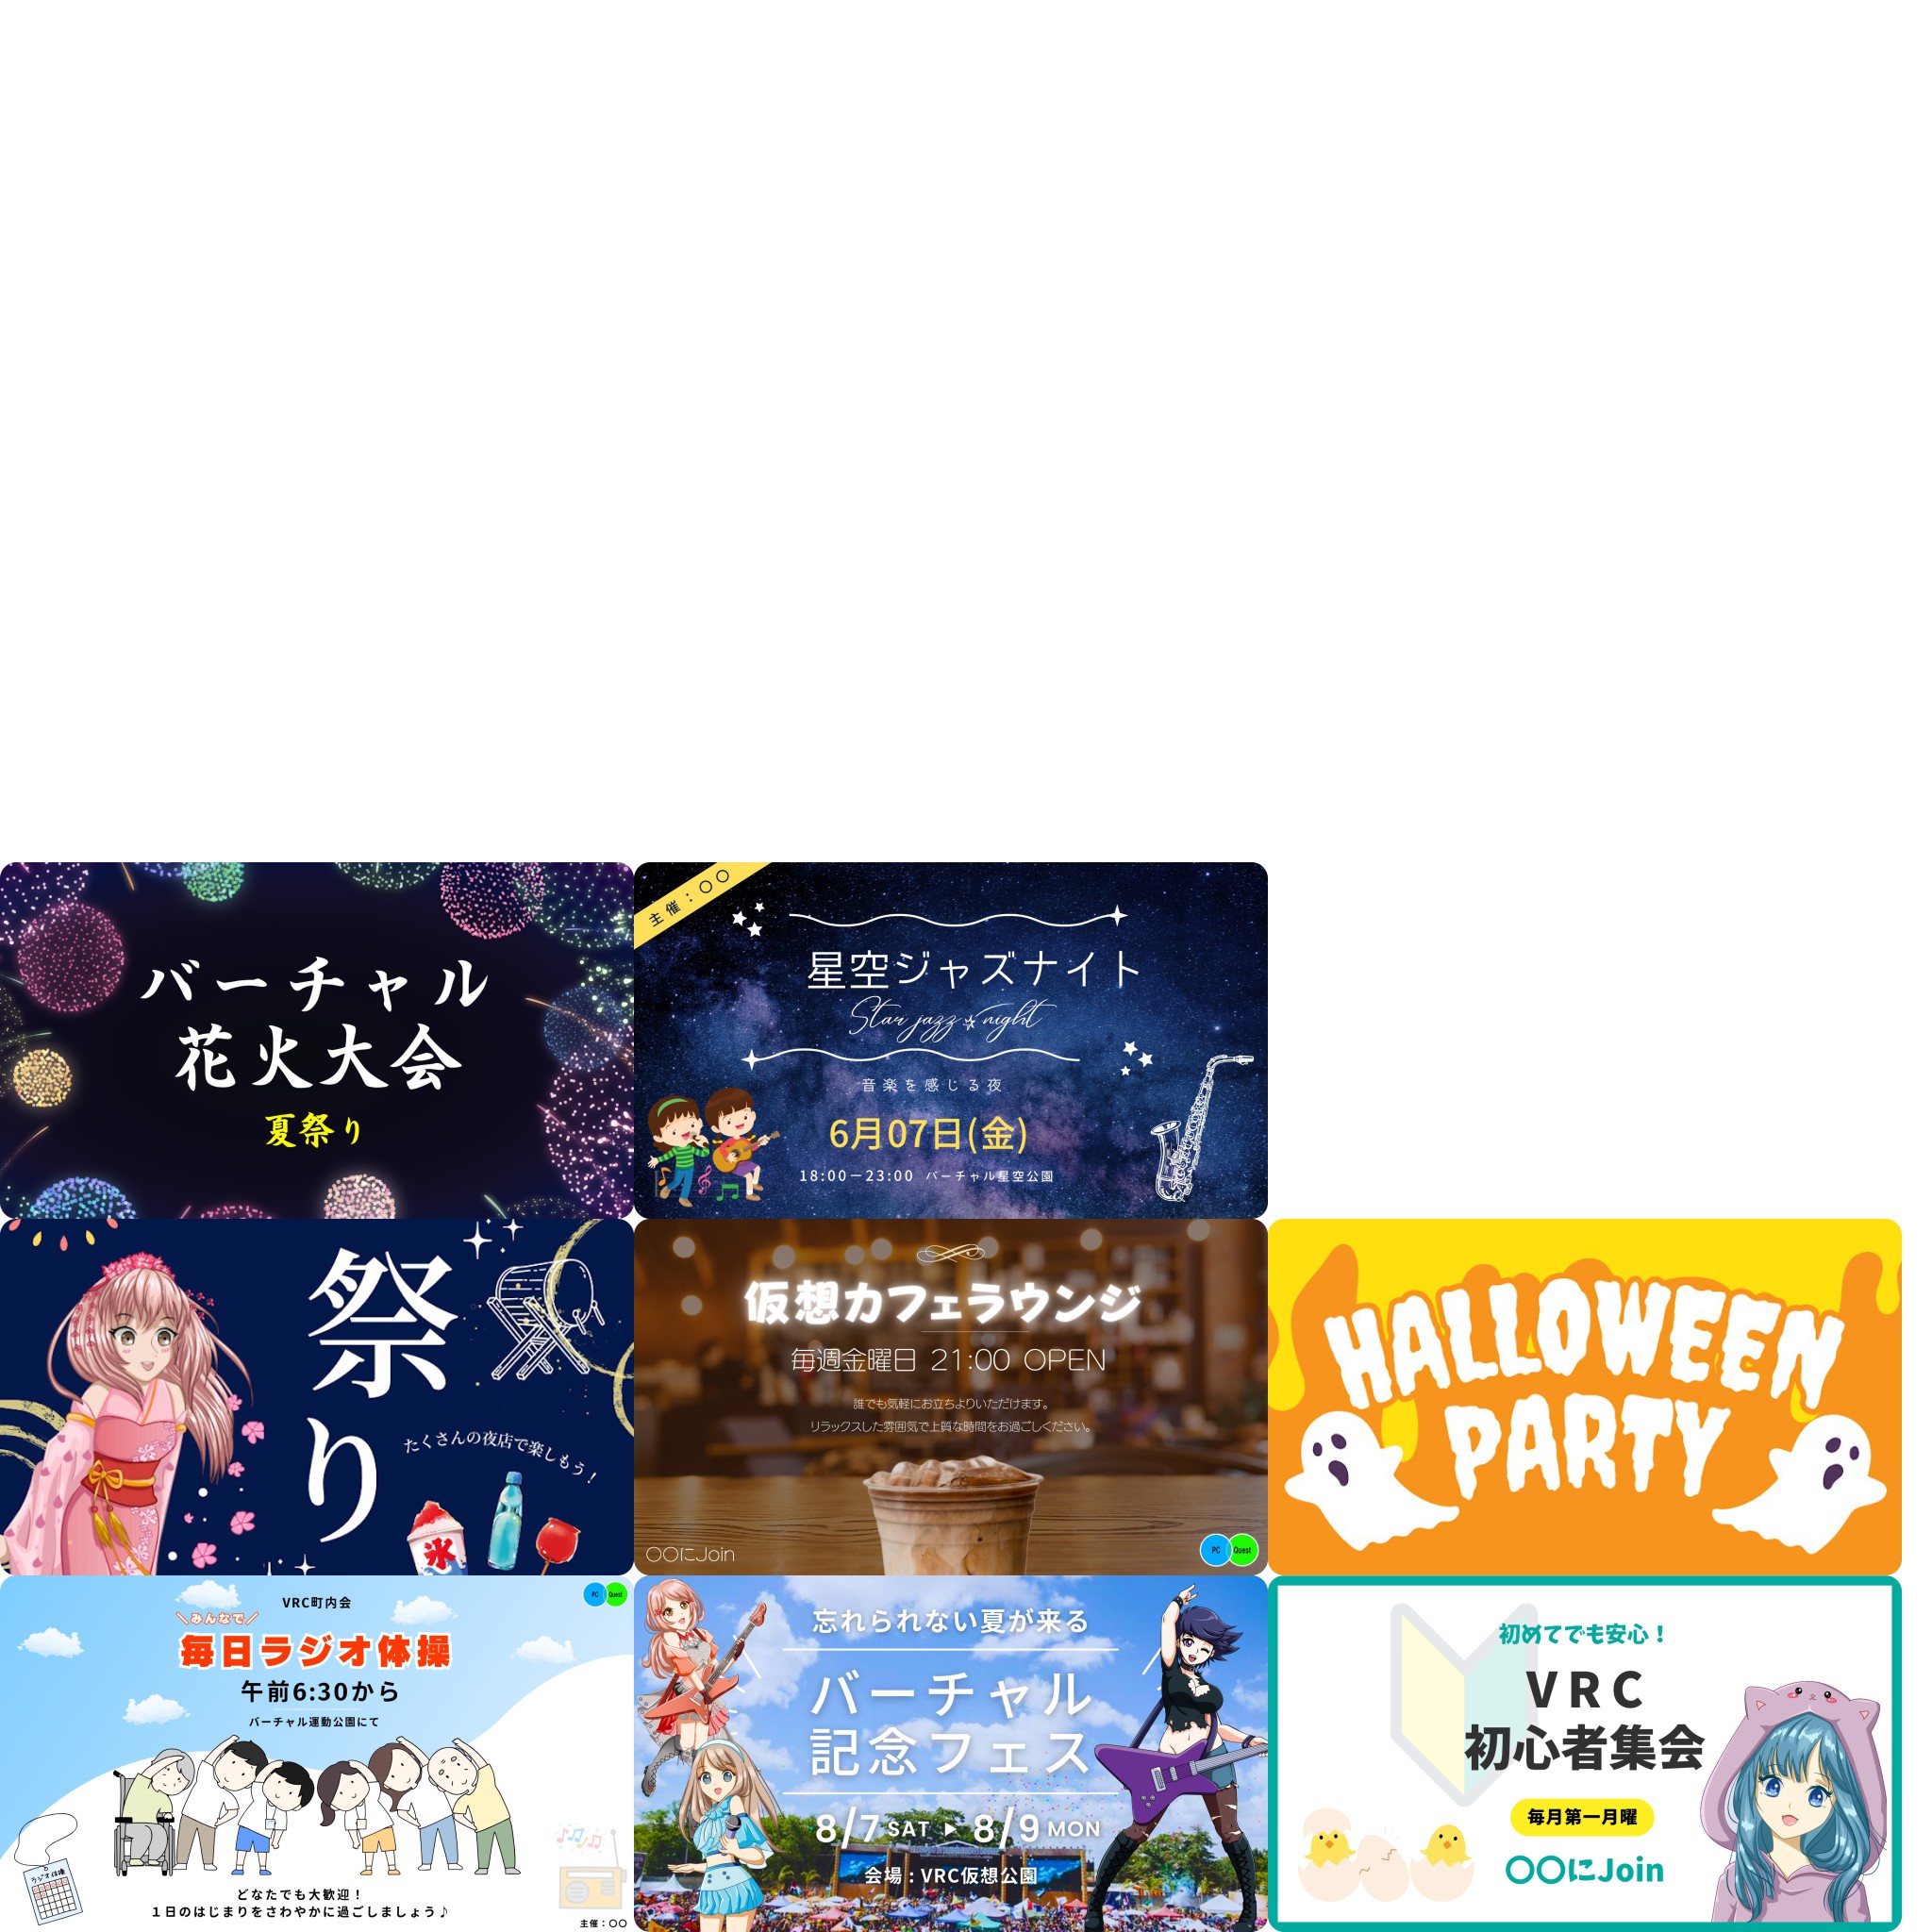 バーチャル
花火大会
夏祭り
主催：〇〇
星空ジャズナイト
Star jazz night
音楽を感じる夜
6月07日(金)
18:00ー23:00 バーチャル星空公園
祭り
たくさんの夜店で楽しもう！
氷
仮想カフェラウンジ
毎週金曜日 21:00 OPEN
誰でも気軽にお立ちよりいただけます。
リラックスした雰囲気で上質な時間をお過ごしください。
〇〇にJoin
PC Quest
HALLOWEEN
PARTY
VRC町内会
PC Quest
＼みんなで／
毎日ラジオ体操
午前6:30から
バーチャル運動公園にて
ラジオ体操
どなたでも大歓迎！
１日のはじまりをさわやかに過ごしましょう♪
主催：〇〇
忘れられない夏が来る
バーチャル
記念フェス
8/7 SAT ▶ 8/9 MON
会場 : VRC仮想公園
初めてでも安心！
VRC
初心者集会
毎月第一月曜
〇〇にJoin